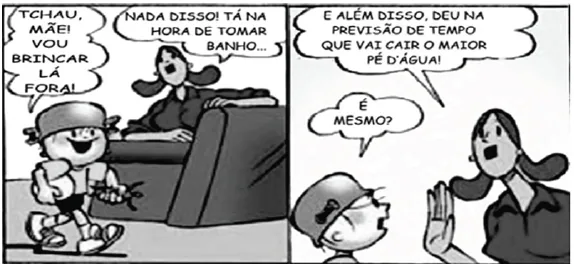 TCHAU,
MÃE!
VOU
BRINCAR
LÁ
FORA!
NADA DISSO! TÁ NA
HORA DE TOMAR
BANHO...
E ALÉM DISSO, DEU NA
PREVISÃO DE TEMPO
QUE VAI CAIR O MAIOR
PÉ D'ÁGUA!
É
MESMO?